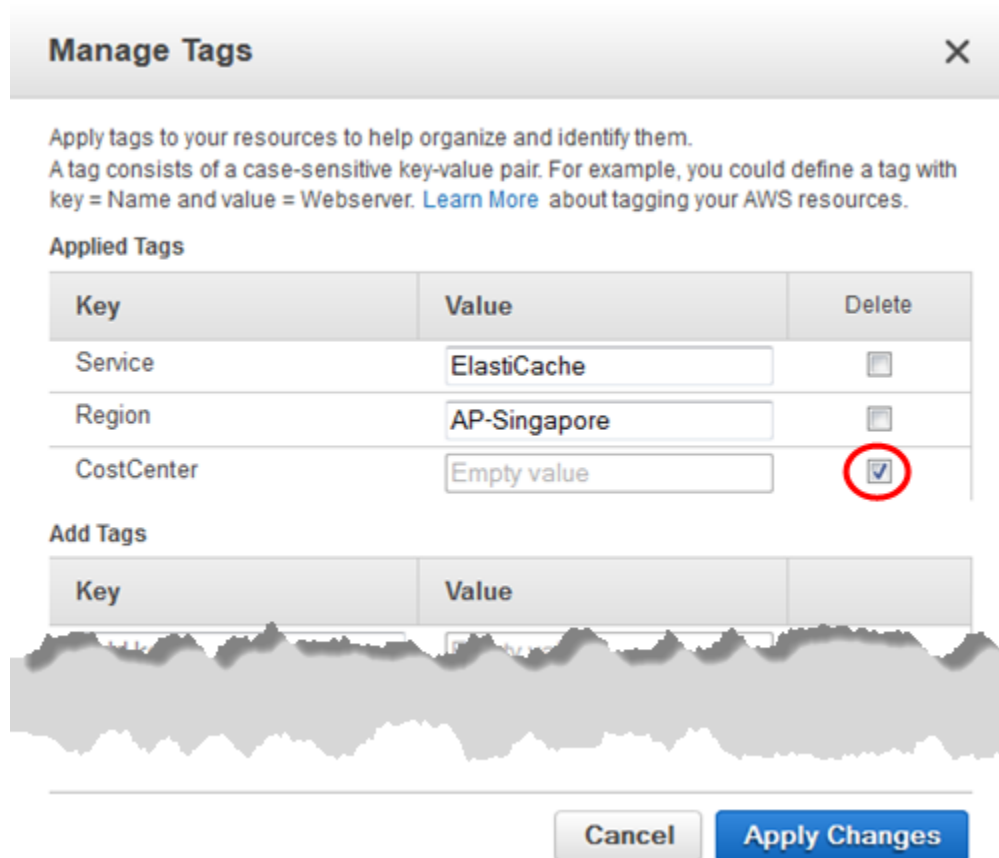 Manage Tags
Apply tags to your resources to help organize and identify them.
A tag consists of a case-sensitive key-value pair. For example, you could define a tag with
key = Name and value = Webserver. Learn More about tagging your AWS resources.
Applied Tags
Key Value Delete
Service ElastiCache
Region AP-Singapore
CostCenter Empty value
Add Tags
Key Value
Cancel Apply Changes